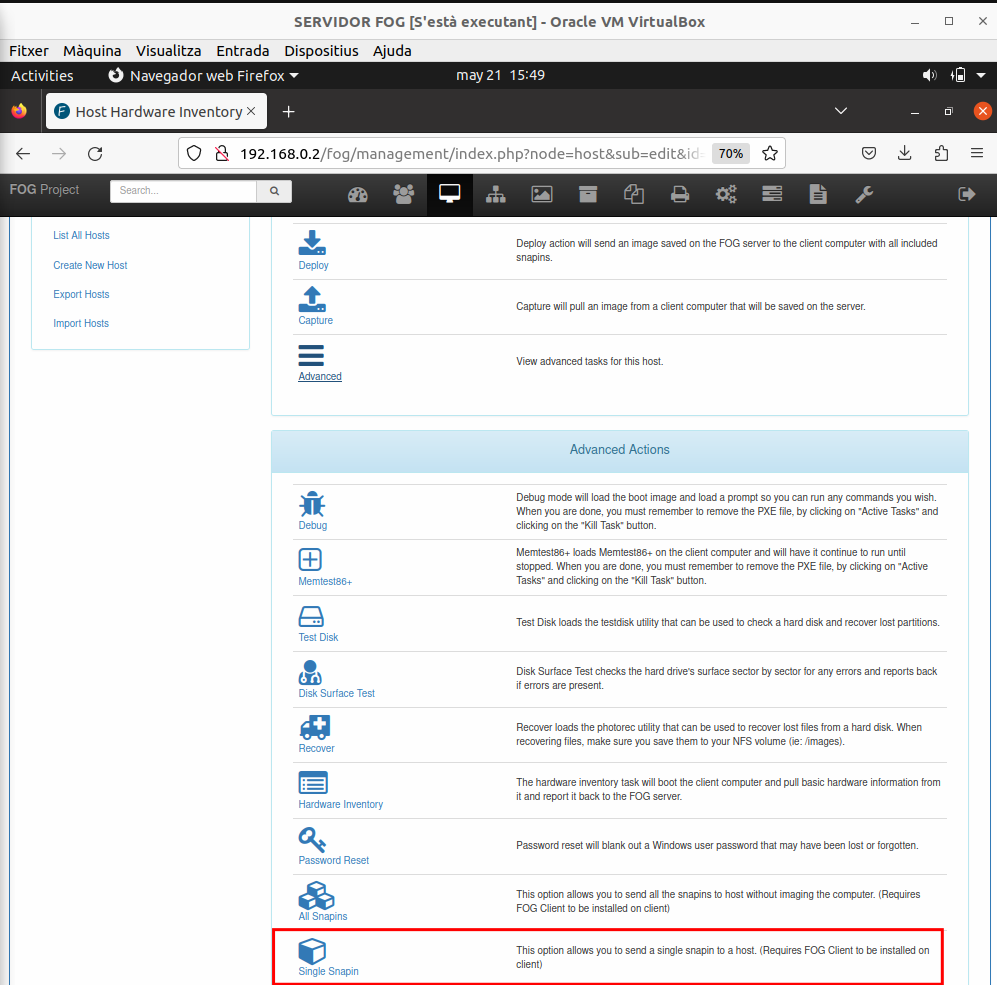 SERVIDOR FOG [S'està executant] - Oracle VM VirtualBox
Fitxer Màquina Visualitza Entrada Dispositius Ajuda
Activities Navegador web Firefox may 21 15:49
Host Hardware Inventory
192.168.0.2/fog/management/index.php?node=host&sub=edit&id= 70%
FOG Project Search...
List All Hosts
Create New Host
Export Hosts
Import Hosts
Deploy
Deploy action will send an image saved on the FOG server to the client computer with all included
snapins.
Capture
Capture will pull an image from a client computer that will be saved on the server.
Advanced
View advanced tasks for this host.
Advanced Actions
Debug
Debug mode will load the boot image and load a prompt so you can run any commands you wish.
When you are done, you must remember to remove the PXE file, by clicking on "Active Tasks" and
clicking on the "Kill Task" button.
Memtest86+
Memtest86+ loads Memtest86+ on the client computer and will have it continue to run until
stopped. When you are done, you must remember to remove the PXE file, by clicking on "Active
Tasks" and clicking on the "Kill Task" button.
Test Disk
Test Disk loads the testdisk utility that can be used to check a hard disk and recover lost partitions.
Disk Surface Test
Disk Surface Test checks the hard drive's surface sector by sector for any errors and reports back
if errors are present.
Recover
Recover loads the photorec utility that can be used to recover lost files from a hard disk. When
recovering files, make sure you save them to your NFS volume (ie: /images).
Hardware Inventory
The hardware inventory task will boot the client computer and pull basic hardware information from
it and report it back to the FOG server.
Password Reset
Password reset will blank out a Windows user password that may have been lost or forgotten.
All Snapins
This option allows you to send all the snapins to host without imaging the computer. (Requires
FOG Client to be installed on client)
Single Snapin
This option allows you to send a single snapin to a host. (Requires FOG Client to be installed on
client)